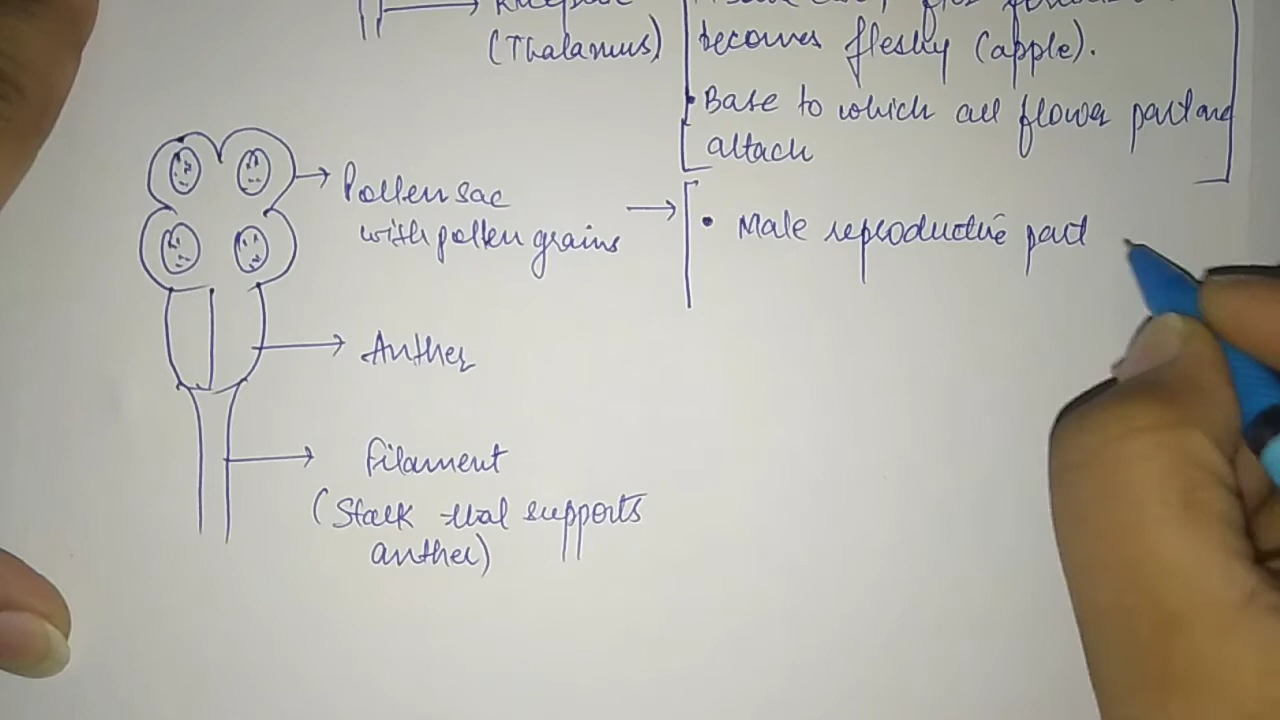 (Thalamus)
becomes fleshy (apple).
• Base to which all flower part are
attach
Pollen sac
with pollen grains
• Male reproductive part
Anther
filament
(Stalk that supports
anther)